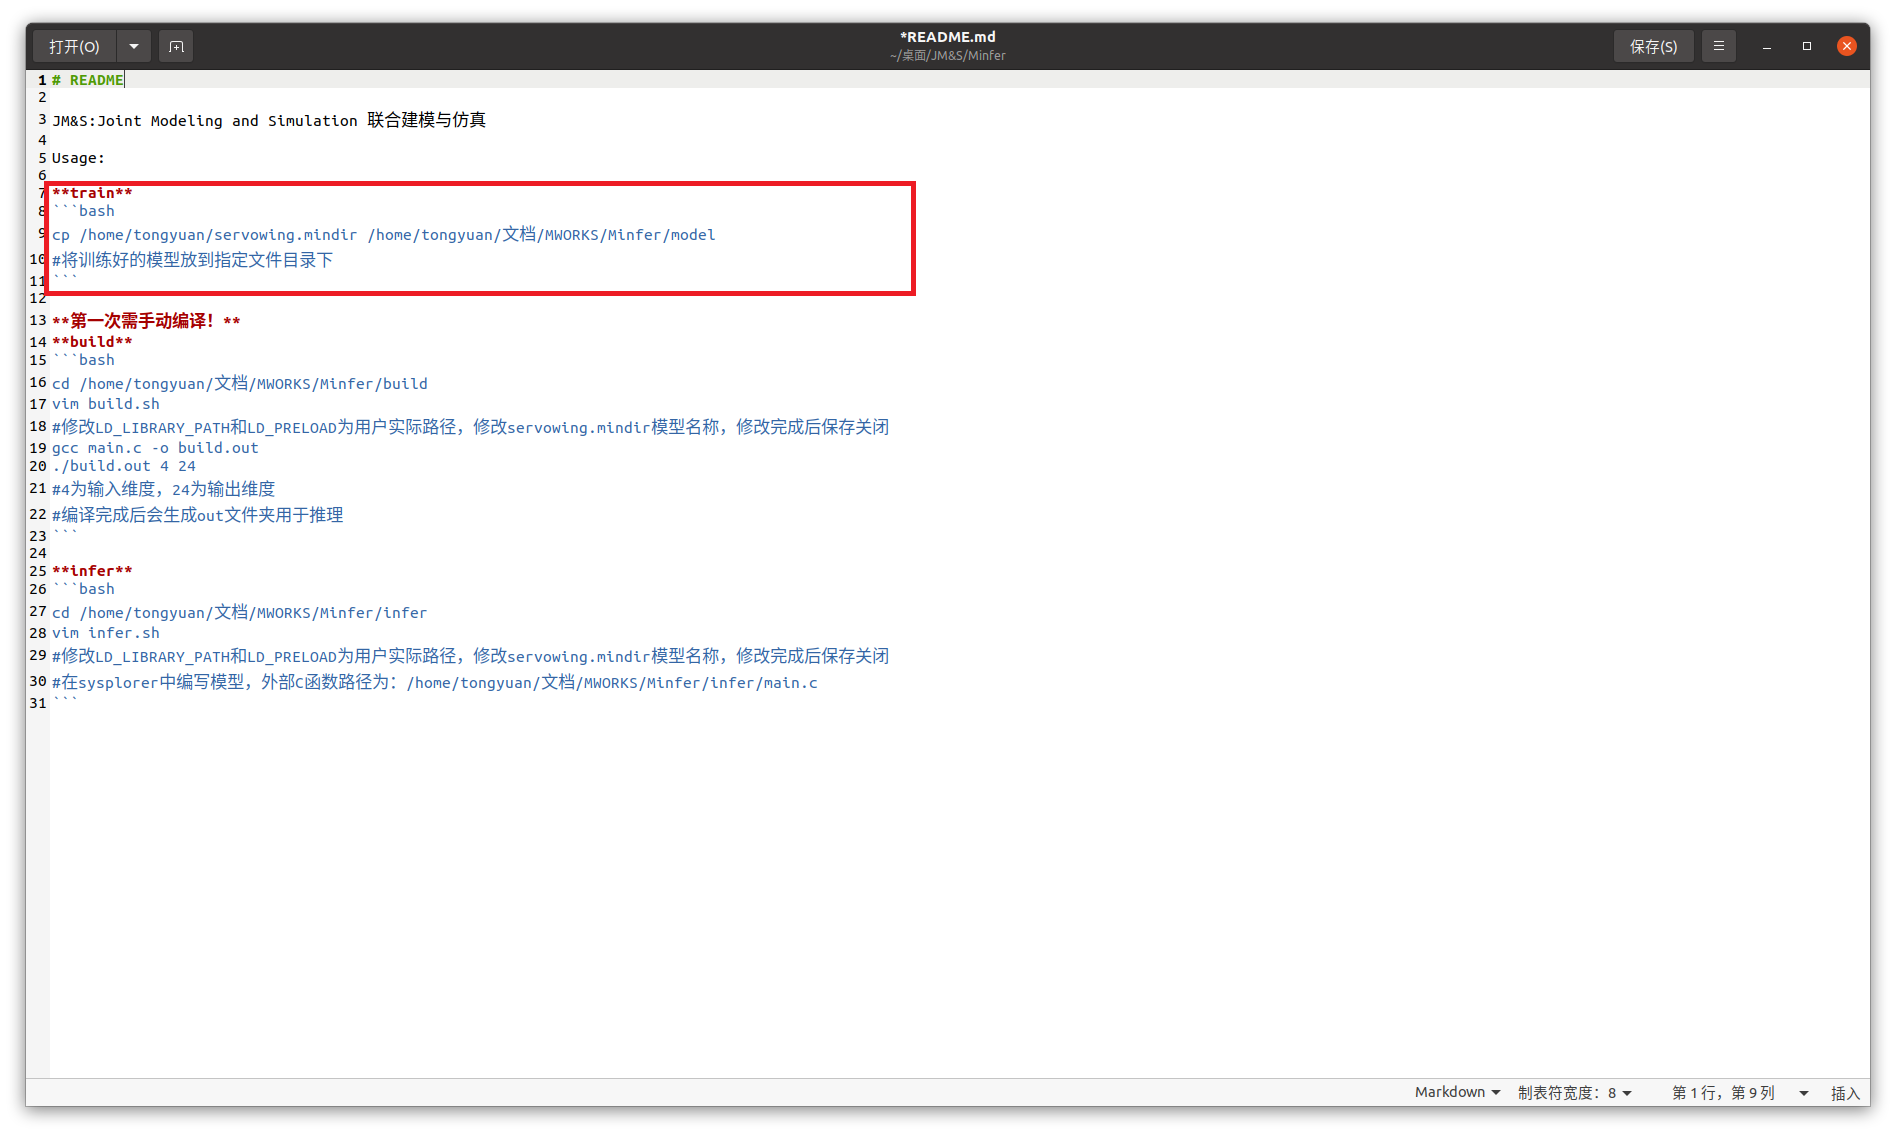 打开(O)
*README.md
~/桌面/JM&S/Minfer
保存(S)
1 # README
2
3 JM&S:Joint Modeling and Simulation 联合建模与仿真
4
5 Usage:
6
7 **train**
8 ```bash
9 cp /home/tongyuan/servowing.mindir /home/tongyuan/文档/MWORKS/Minfer/model
10 #将训练好的模型放到指定文件目录下
11 ```
12
13 **第一次需手动编译！**
14 **build**
15 ```bash
16 cd /home/tongyuan/文档/MWORKS/Minfer/build
17 vim build.sh
18 #修改LD_LIBRARY_PATH和LD_PRELOAD为用户实际路径，修改servowing.mindir模型名称，修改完成后保存关闭
19 gcc main.c -o build.out
20 ./build.out 4 24
21 #4为输入维度，24为输出维度
22 #编译完成后会生成out文件夹用于推理
23 ```
24
25 **infer**
26 ```bash
27 cd /home/tongyuan/文档/MWORKS/Minfer/infer
28 vim infer.sh
29 #修改LD_LIBRARY_PATH和LD_PRELOAD为用户实际路径，修改servowing.mindir模型名称，修改完成后保存关闭
30 #在sysplorer中编写模型，外部C函数路径为：/home/tongyuan/文档/MWORKS/Minfer/infer/main.c
31 ```
Markdown 制表符宽度：8 第 1 行，第 9 列 插入